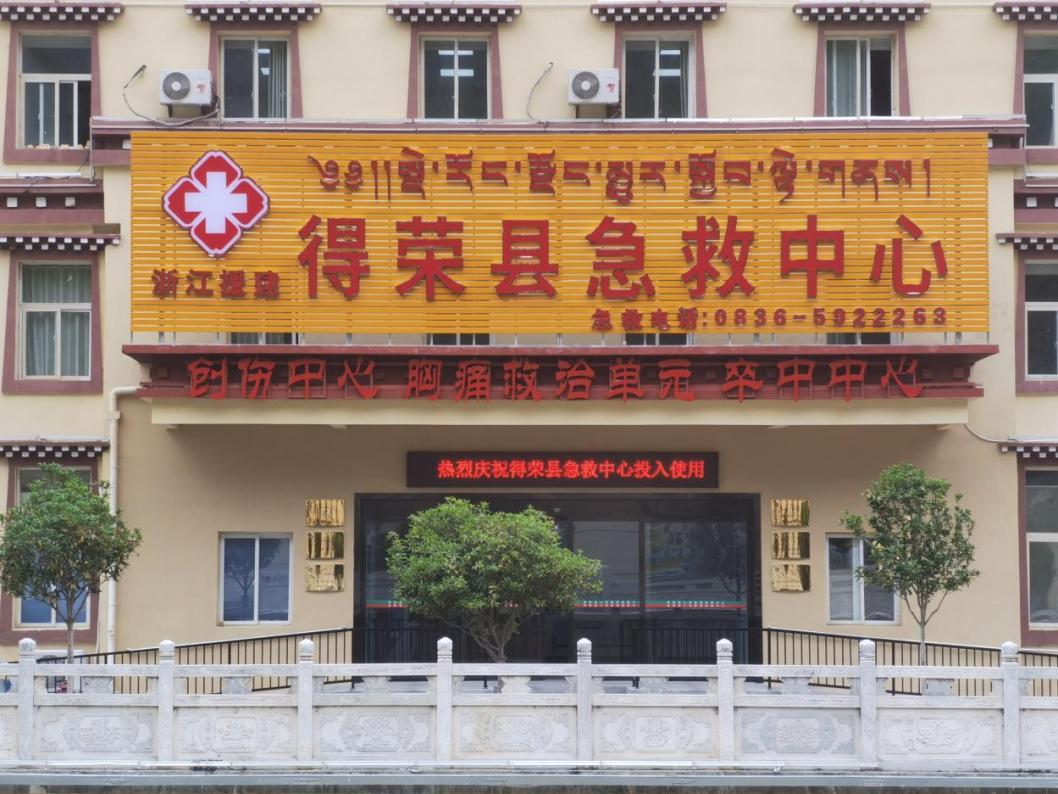 得荣县急救中心
浙江援建
急救电话:0836-5922263
创伤中心 胸痛救治单元 卒中中心
热烈庆祝得荣县急救中心投入使用